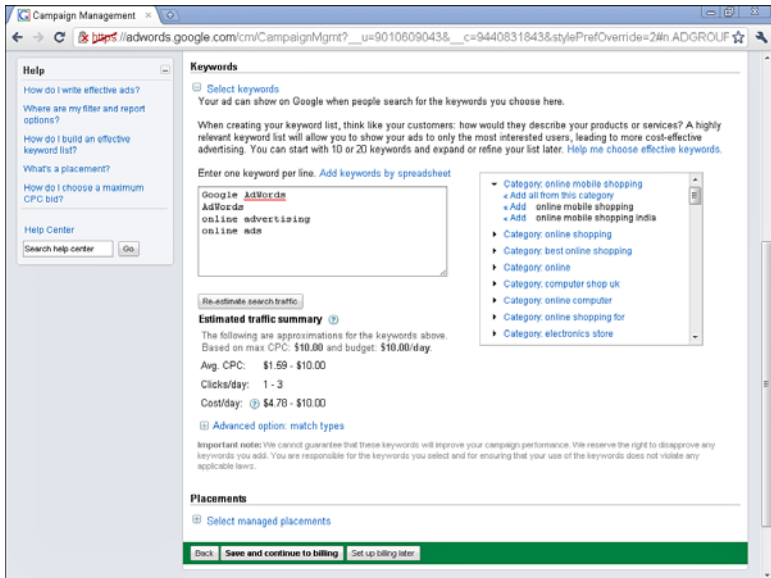 Campaign Management
https://adwords.google.com/cm/CampaignMgmt?__u=9010609043&__c=9440831843&stylePrefOverride=2#n.ADGROUP
Help
How do I write effective ads?
Where are my filter and report
options?
How do I build an effective
keyword list?
What's a placement?
How do I choose a maximum
CPC bid?
Help Center
Search help center Go
Keywords
Select keywords
Your ad can show on Google when people search for the keywords you choose here.
When creating your keyword list, think like your customers: how would they describe your products or services? A highly
relevant keyword list will allow you to show your ads to only the most interested users, leading to more cost-effective
advertising. You can start with 10 or 20 keywords and expand or refine your list later. Help me choose effective keywords.
Enter one keyword per line. Add keywords by spreadsheet
Google AdWords
AdWords
online advertising
online ads
Category: online mobile shopping
« Add all from this category
« Add online mobile shopping
« Add online mobile shopping india
Category: online shopping
Category: best online shopping
Category: online
Category: computer shop uk
Category: online computer
Category: online shopping for
Category: electronics store
Re-estimate search traffic
Estimated traffic summary
The following are approximations for the keywords above.
Based on max CPC: $10.00 and budget: $10.00/day.
Avg. CPC: $1.59 - $10.00
Clicks/day: 1 - 3
Cost/day: $4.78 - $10.00
Advanced option: match types
Important note: We cannot guarantee that these keywords will improve your campaign performance. We reserve the right to disapprove any
keywords you add. You are responsible for the keywords you select and for ensuring that your use of the keywords does not violate any
applicable laws.
Placements
Select managed placements
Back Save and continue to billing Set up billing later